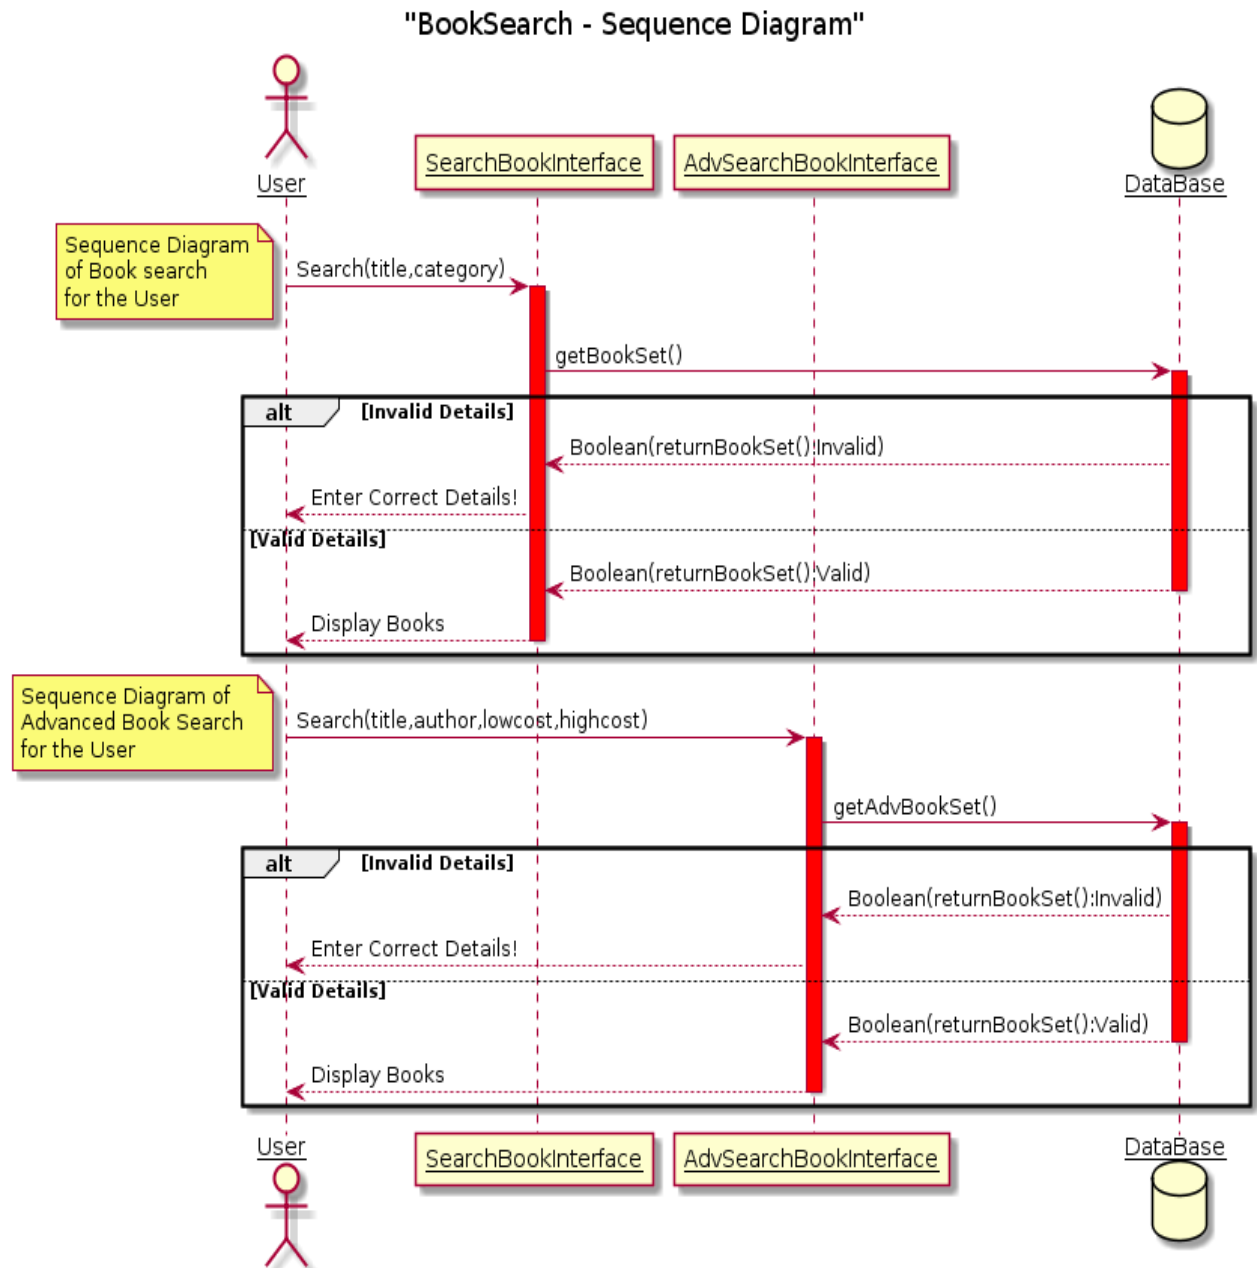 "BookSearch - Sequence Diagram"
User
SearchBookInterface
AdvSearchBookInterface
DataBase
Sequence Diagram
of Book search
for the User
Search(title,category)
getBookSet()
alt [Invalid Details]
Boolean(returnBookSet():Invalid)
Enter Correct Details!
[Valid Details]
Boolean(returnBookSet():Valid)
Display Books
Sequence Diagram of
Advanced Book Search
for the User
Search(title,author,lowcost,highcost)
getAdvBookSet()
alt [Invalid Details]
Boolean(returnBookSet():Invalid)
Enter Correct Details!
[Valid Details]
Boolean(returnBookSet():Valid)
Display Books
User
SearchBookInterface
AdvSearchBookInterface
DataBase